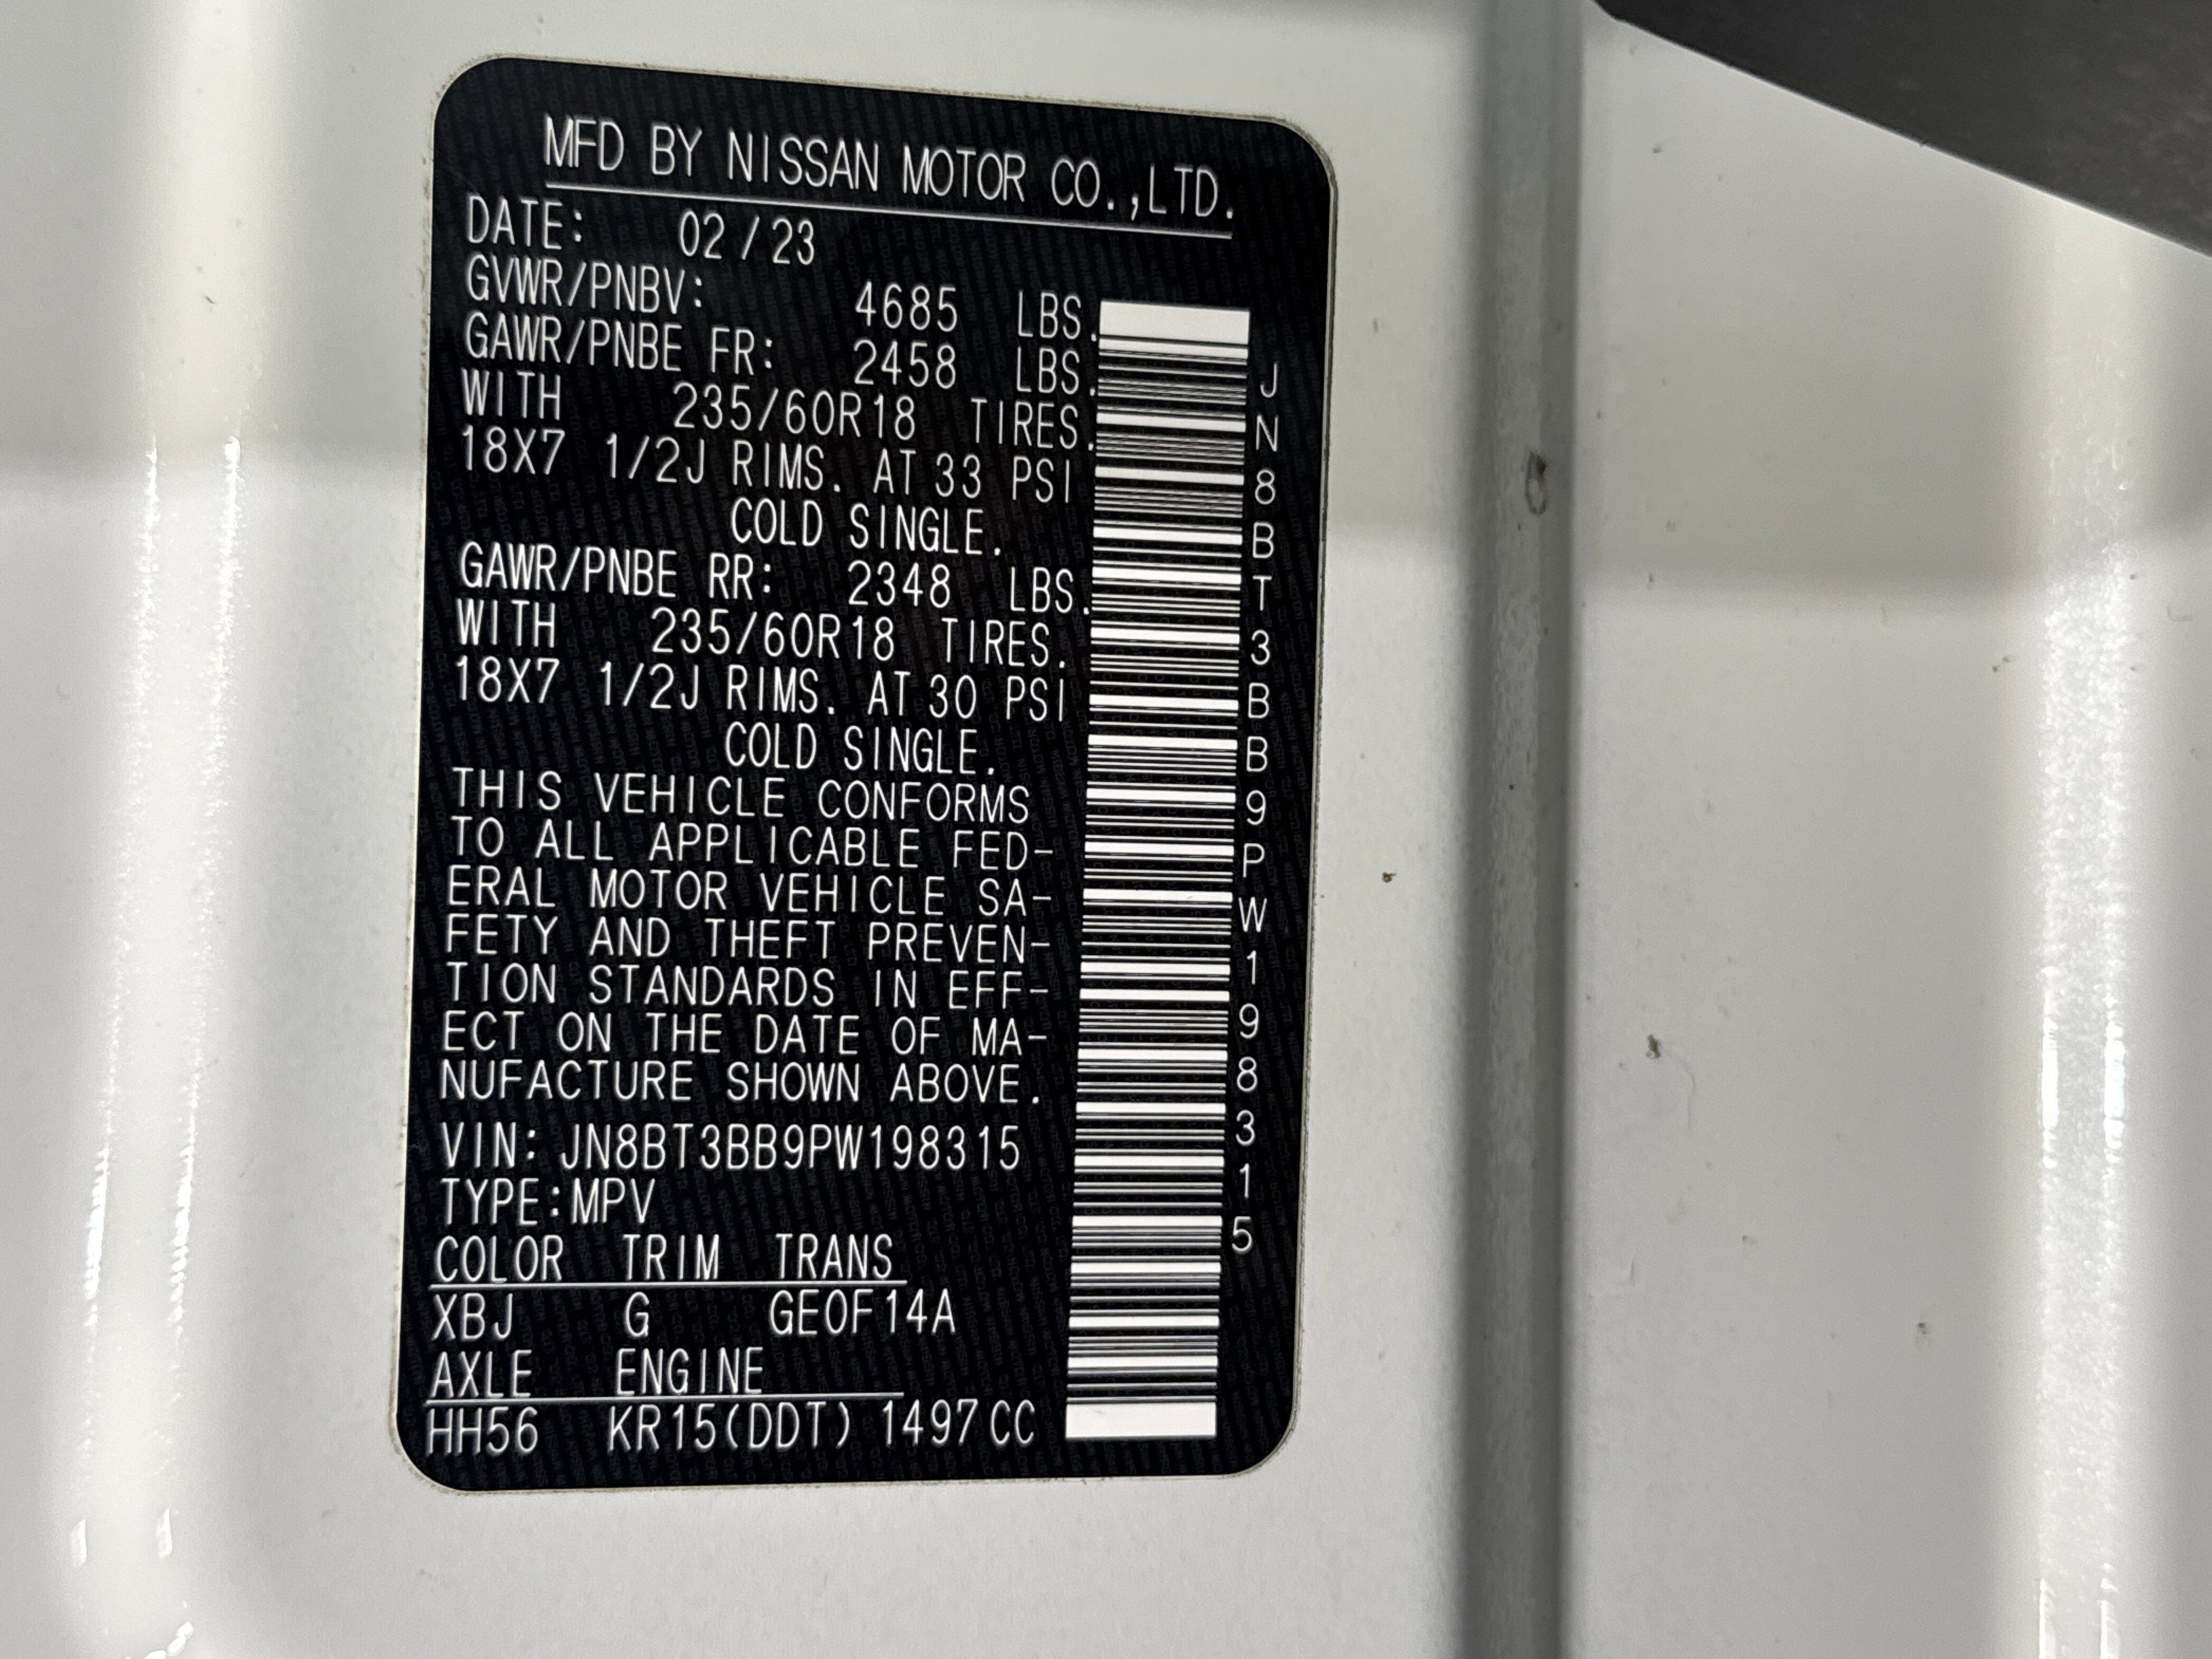 MFD BY NISSAN MOTOR CO.,LTD.
DATE: 02/23
GVWR/PNBV: 4685 LBS.
GAWR/PNBE FR: 2458 LBS.
WITH 235/60R18 TIRES.
18X7 1/2J RIMS. AT 33 PSI
COLD SINGLE.
GAWR/PNBE RR: 2348 LBS.
WITH 235/60R18 TIRES.
18X7 1/2J RIMS. AT 30 PSI
COLD SINGLE.
THIS VEHICLE CONFORMS
TO ALL APPLICABLE FED-
ERAL MOTOR VEHICLE SA-
FETY AND THEFT PREVEN-
TION STANDARDS IN EFF-
ECT ON THE DATE OF MA-
NUFACTURE SHOWN ABOVE.
VIN: JN8BT3BB9PW198315
TYPE:MPV
COLOR TRIM TRANS
XBJ G GE0F14A
AXLE ENGINE
HH56 KR15(DDT) 1497CC
JN8BT3BB9PW198315